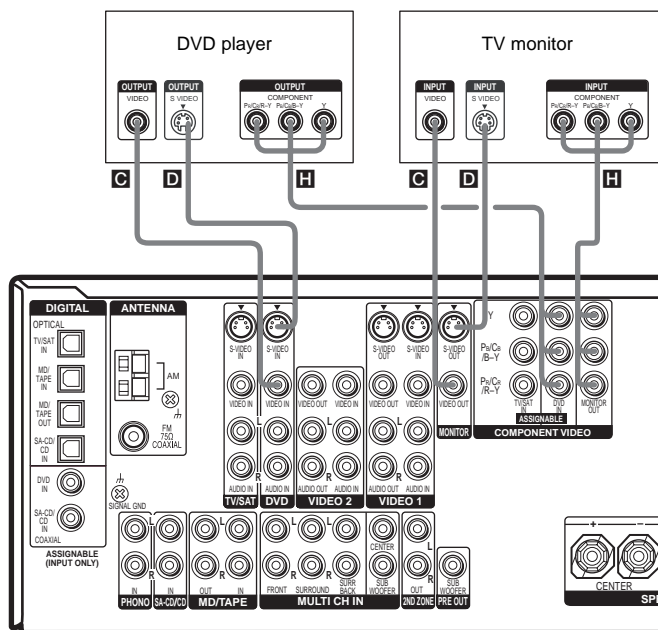 DVD player
TV monitor
OUTPUT
VIDEO
OUTPUT
S VIDEO
OUTPUT
COMPONENT
PR/CR/R–Y PB/CB/B–Y Y
INPUT
VIDEO
INPUT
S VIDEO
INPUT
COMPONENT
PR/CR/R–Y PB/CB/B–Y Y
C D H C D H
DIGITAL
OPTICAL
TV/SAT
IN
MD/
TAPE
IN
MD/
TAPE
OUT
SA-CD/
CD
IN
DVD
IN
SA-CD/
CD
IN
COAXIAL
ASSIGNABLE
(INPUT ONLY)
ANTENNA
AM
FM
75Ω
COAXIAL
SIGNAL GND
S-VIDEO
IN
VIDEO IN
L
R
AUDIO IN
TV/SAT
S-VIDEO
IN
VIDEO IN
AUDIO IN
DVD
VIDEO OUT VIDEO IN
L
R
AUDIO OUT AUDIO IN
VIDEO 2
S-VIDEO
OUT
S-VIDEO
IN
VIDEO OUT VIDEO IN
L
R
AUDIO OUT AUDIO IN
VIDEO 1
S-VIDEO
OUT
VIDEO OUT
MONITOR
Y
PB/CB
/B–Y
PR/CR
/R–Y
TV/SAT
IN
DVD
IN
MONITOR
OUT
ASSIGNABLE
COMPONENT VIDEO
L
R
IN
PHONO
IN
SA-CD/CD
L
R
OUT IN
MD/TAPE
L L
R R
FRONT SURROUND SURR
BACK
CENTER
SUB
WOOFER
MULTI CH IN
L
R
OUT
2ND ZONE
SUB
WOOFER
PRE OUT
+ –
CENTER
SPE